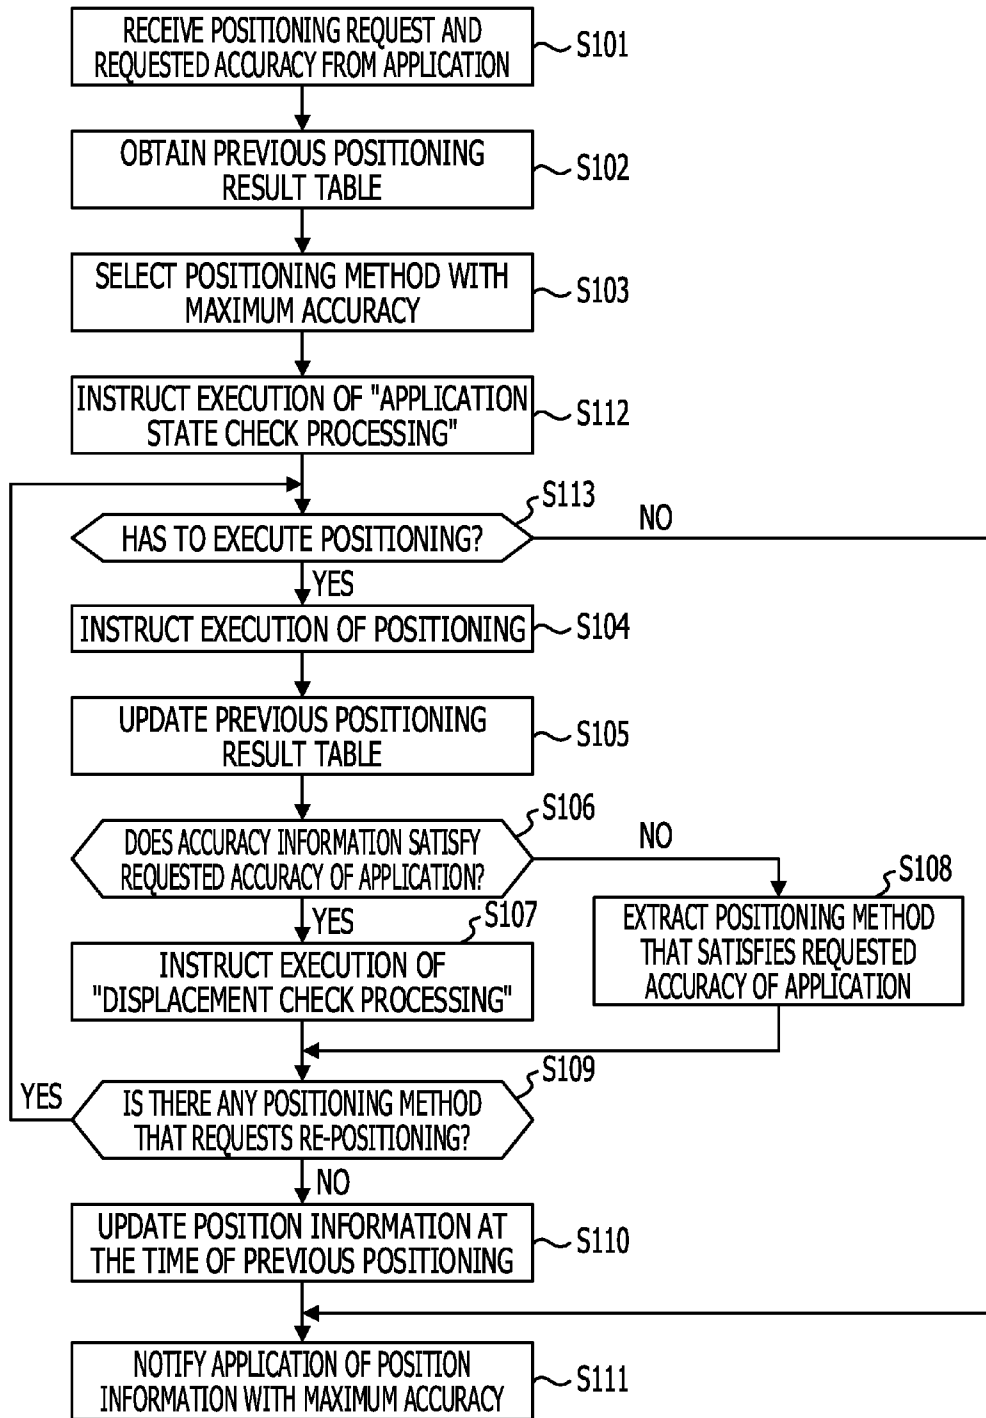 RECEIVE POSITIONING REQUEST AND
REQUESTED ACCURACY FROM APPLICATION
S101
OBTAIN PREVIOUS POSITIONING
RESULT TABLE
S102
SELECT POSITIONING METHOD WITH
MAXIMUM ACCURACY
S103
INSTRUCT EXECUTION OF "APPLICATION
STATE CHECK PROCESSING"
S112
S113
HAS TO EXECUTE POSITIONING?
NO
YES
INSTRUCT EXECUTION OF POSITIONING
S104
UPDATE PREVIOUS POSITIONING
RESULT TABLE
S105
S106
DOES ACCURACY INFORMATION SATISFY
REQUESTED ACCURACY OF APPLICATION?
NO
YES
S107
S108
INSTRUCT EXECUTION OF
"DISPLACEMENT CHECK PROCESSING"
EXTRACT POSITIONING METHOD
THAT SATISFIES REQUESTED
ACCURACY OF APPLICATION
S109
YES
IS THERE ANY POSITIONING METHOD
THAT REQUESTS RE-POSITIONING?
NO
UPDATE POSITION INFORMATION AT
THE TIME OF PREVIOUS POSITIONING
S110
NOTIFY APPLICATION OF POSITION
INFORMATION WITH MAXIMUM ACCURACY
S111